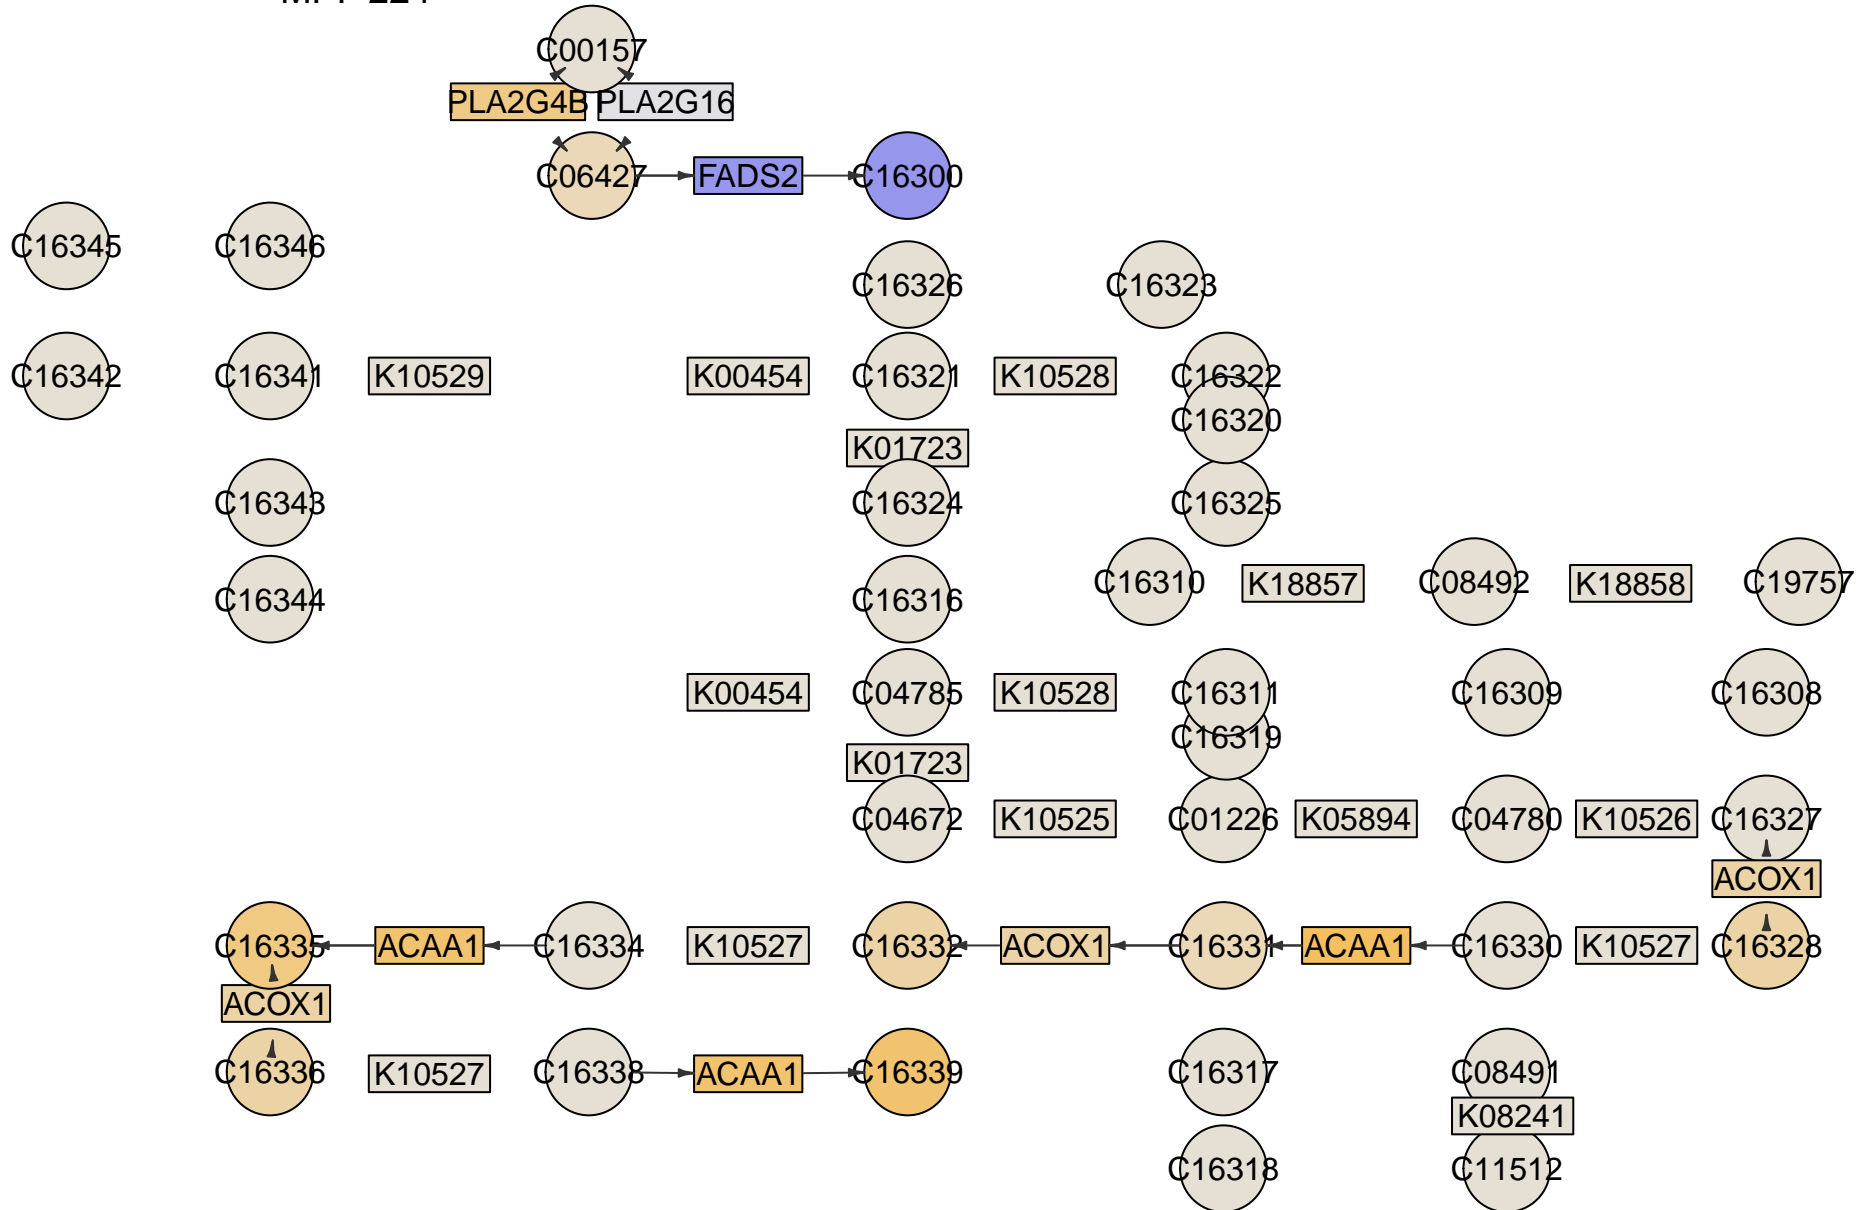 C00157
PLA2G4B PLA2G16
C06427 FADS2 C16300
C16345 C16346
C16326 C16323
C16342 C16341 K10529 K00454 C16321 K10528 C16322
C16320
K01723
C16343 C16324 C16325
C16310 K18857 C08492 K18858 C19757
C16344 C16316
K00454 C04785 K10528 C16311 C16309 C16308
C16319
K01723
C04672 K10525 C01226 K05894 C04780 K10526 C16327
ACOX1
C16335 ACAA1 C16334 K10527 C16332 ACOX1 C16331 ACAA1 C16330 K10527 C16328
ACOX1
C16336 K10527 C16338 ACAA1 C16339 C16317 C08491
K08241
C16318 C11512